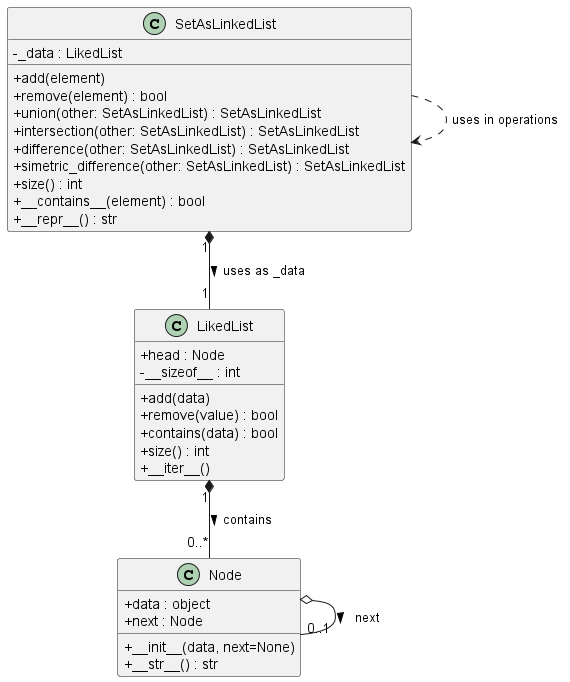 C SetAsLinkedList
-_data : LikedList
+add(element)
+remove(element) : bool
+union(other: SetAsLinkedList) : SetAsLinkedList
+intersection(other: SetAsLinkedList) : SetAsLinkedList
+difference(other: SetAsLinkedList) : SetAsLinkedList
+simetric_difference(other: SetAsLinkedList) : SetAsLinkedList
+size() : int
+__contains__(element) : bool
+__repr__() : str
uses in operations
1
uses as _data
1
C LikedList
+head : Node
-__sizeof__ : int
+add(data)
+remove(value) : bool
+contains(data) : bool
+size() : int
+__iter__()
1
contains
0..*
C Node
+data : object
+next : Node
+__init__(data, next=None)
+__str__() : str
0..1
next